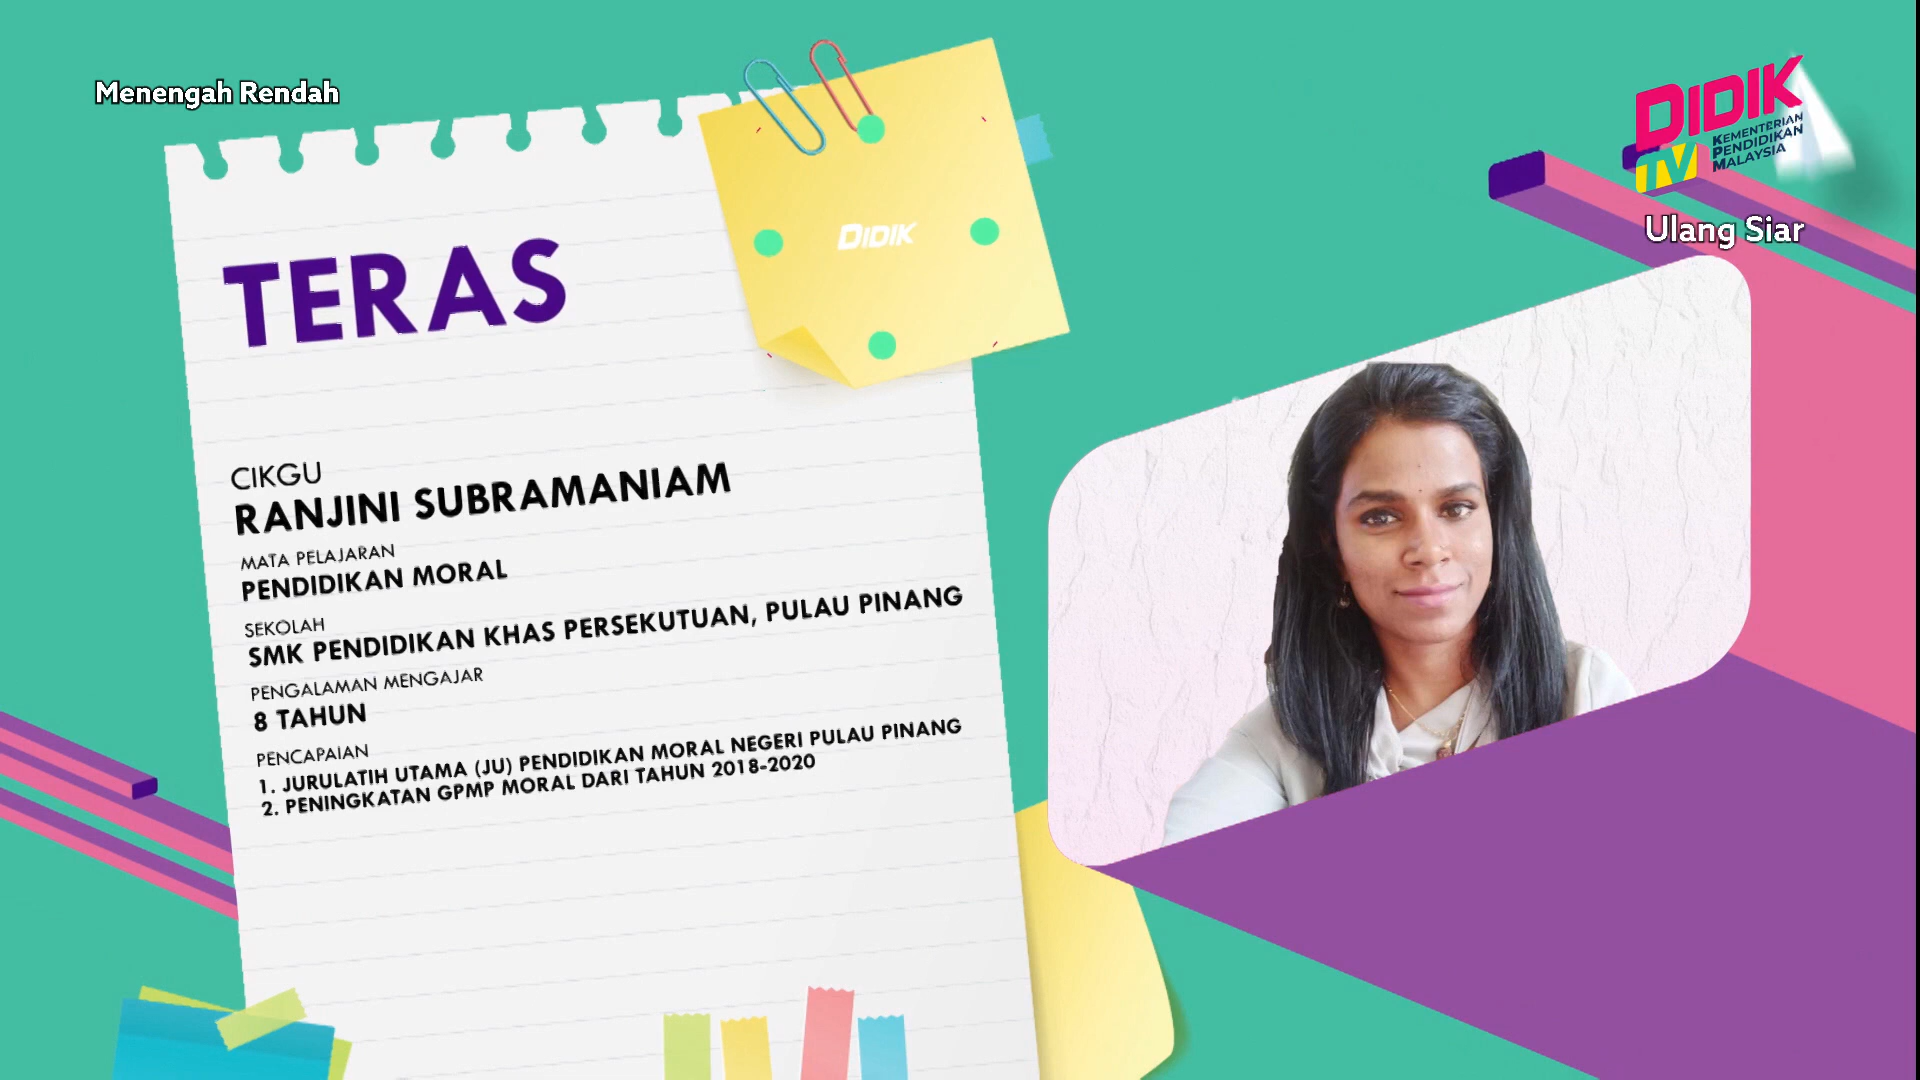 Menengah Rendah
DIDIK
TV
KEMENTERIAN
PENDIDIKAN
MALAYSIA
Ulang Siar
DIDIK
TERAS
CIKGU
RANJINI SUBRAMANIAM
MATA PELAJARAN
PENDIDIKAN MORAL
SEKOLAH
SMK PENDIDIKAN KHAS PERSEKUTUAN, PULAU PINANG
PENGALAMAN MENGAJAR
8 TAHUN
PENCAPAIAN
1. JURULATIH UTAMA (JU) PENDIDIKAN MORAL NEGERI PULAU PINANG
2. PENINGKATAN GPMP MORAL DARI TAHUN 2018-2020